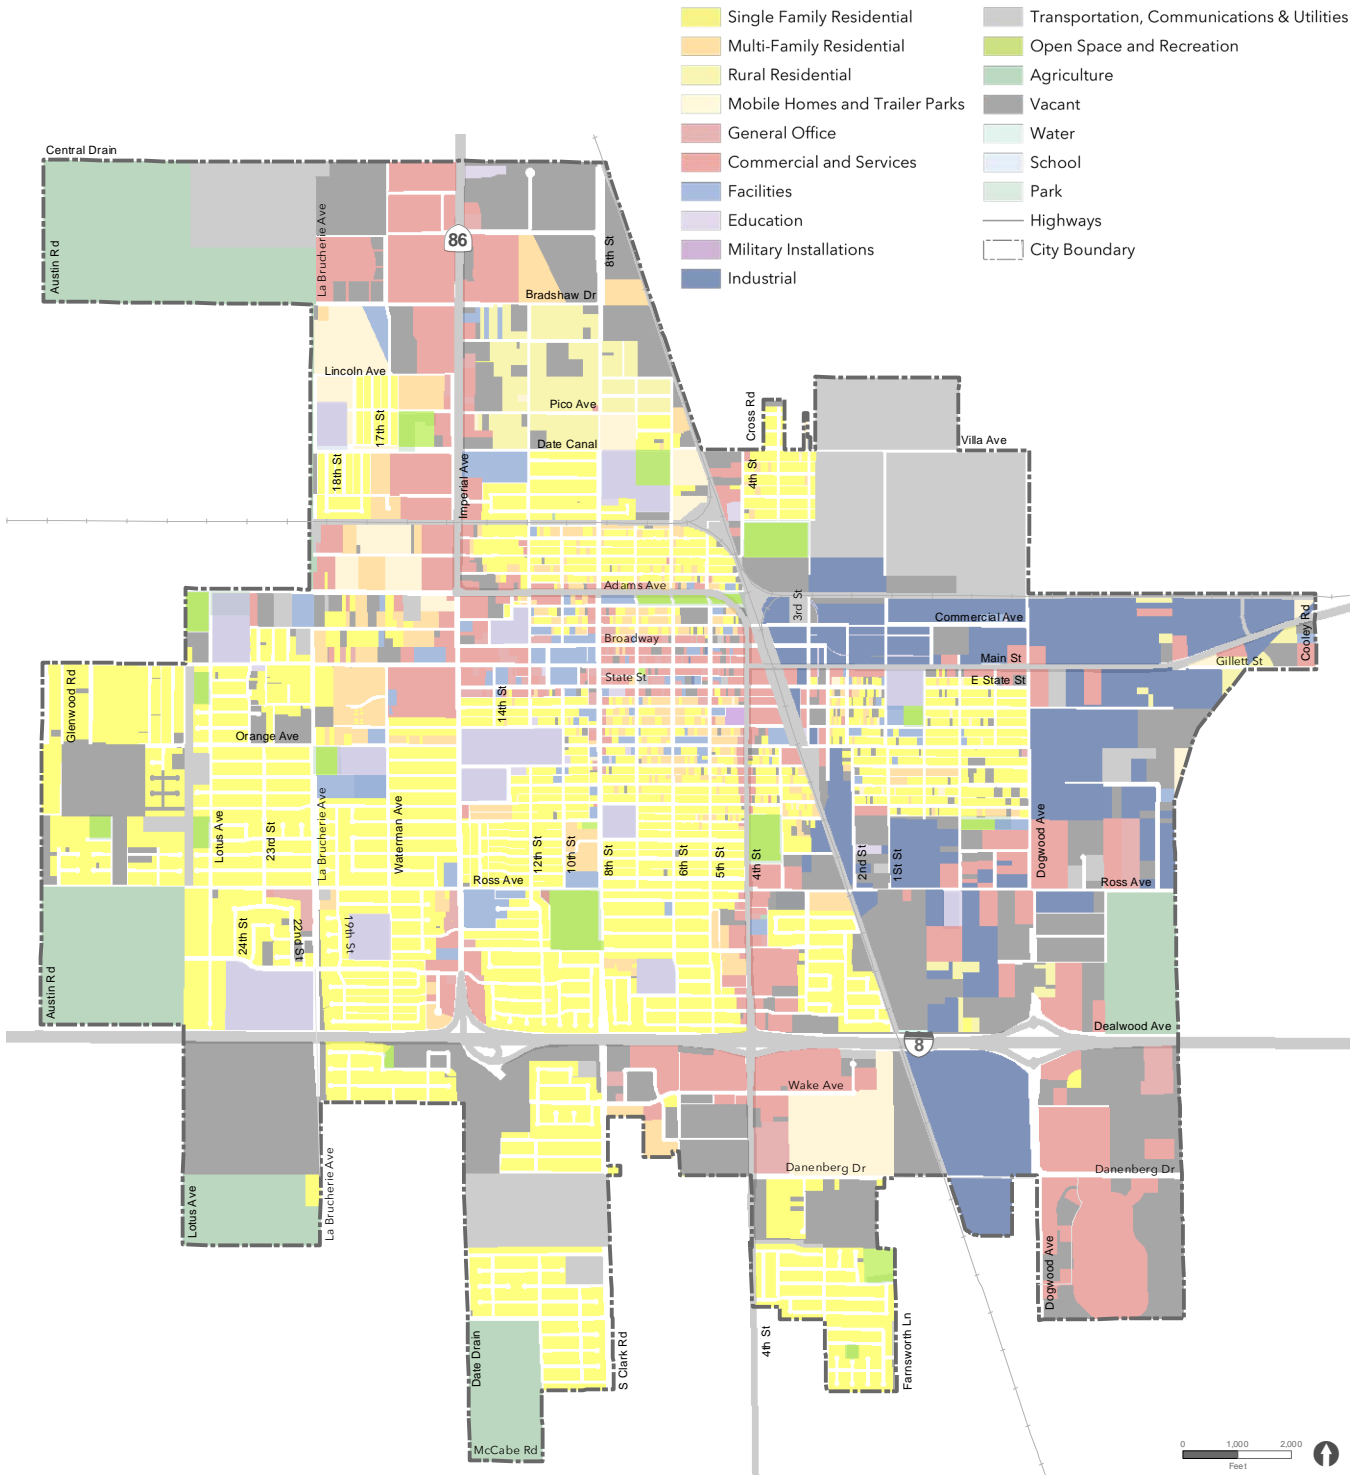 Single Family Residential
Multi-Family Residential
Rural Residential
Mobile Homes and Trailer Parks
General Office
Commercial and Services
Facilities
Education
Military Installations
Industrial
Transportation, Communications & Utilities
Open Space and Recreation
Agriculture
Vacant
Water
School
Park
Highways
City Boundary
Central Drain
Austin Rd
La Brucherie Ave
86
8th St
Bradshaw Dr
Lincoln Ave
17th St
18th St
Pico Ave
Date Canal
Imperial Ave
Cross Rd
4th St
Villa Ave
Adams Ave
3rd St
Commercial Ave
Cooley Rd
Broadway
Main St
Gillett St
State St
E State St
Glenwood Rd
14th St
Orange Ave
Lotus Ave
23rd St
La Brucherie Ave
Waterman Ave
12th St
10th St
8th St
6th St
5th St
4th St
2nd St
1St St
Dogwood Ave
Ross Ave
Ross Ave
24th St
22nd St
19th St
Austin Rd
Dealwood Ave
8
Wake Ave
Danenberg Dr
Danenberg Dr
Lotus Ave
La Brucherie Ave
Dogwood Ave
Date Drain
S Clark Rd
4th St
Farnsworth Ln
McCabe Rd
0 1,000 2,000
Feet